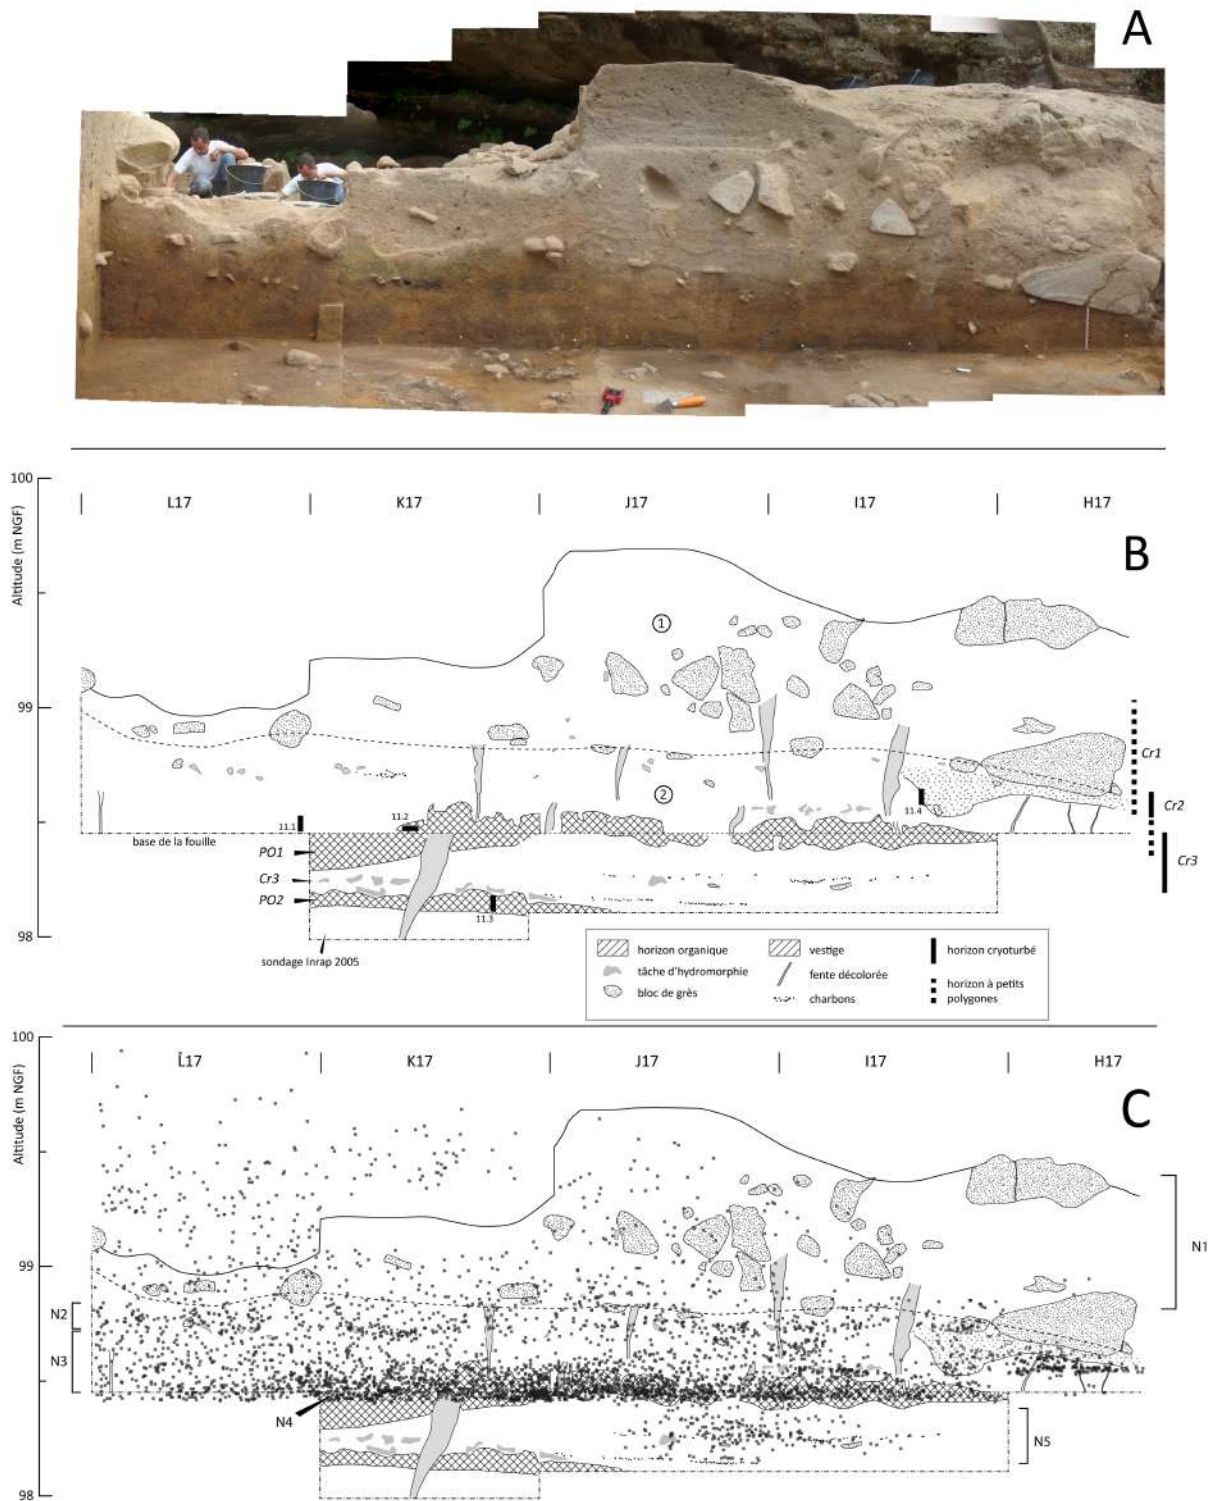 A
100
L17
K17
J17
I17
H17
Altitude (m NGF)
B
1
99
Cr1
2
Cr2
11.1
11.2
11.4
base de la fouille
PO1
Cr3
Cr3
PO2
11.3
98
sondage Inrap 2005
horizon organique
vestige
horizon cryoturbé
tâche d'hydromorphie
fente décolorée
horizon à petits
polygones
bloc de grès
charbons
100
L17
K17
J17
I17
H17
Altitude (m NGF)
C
N1
99
N2
N3
N4
N5
98